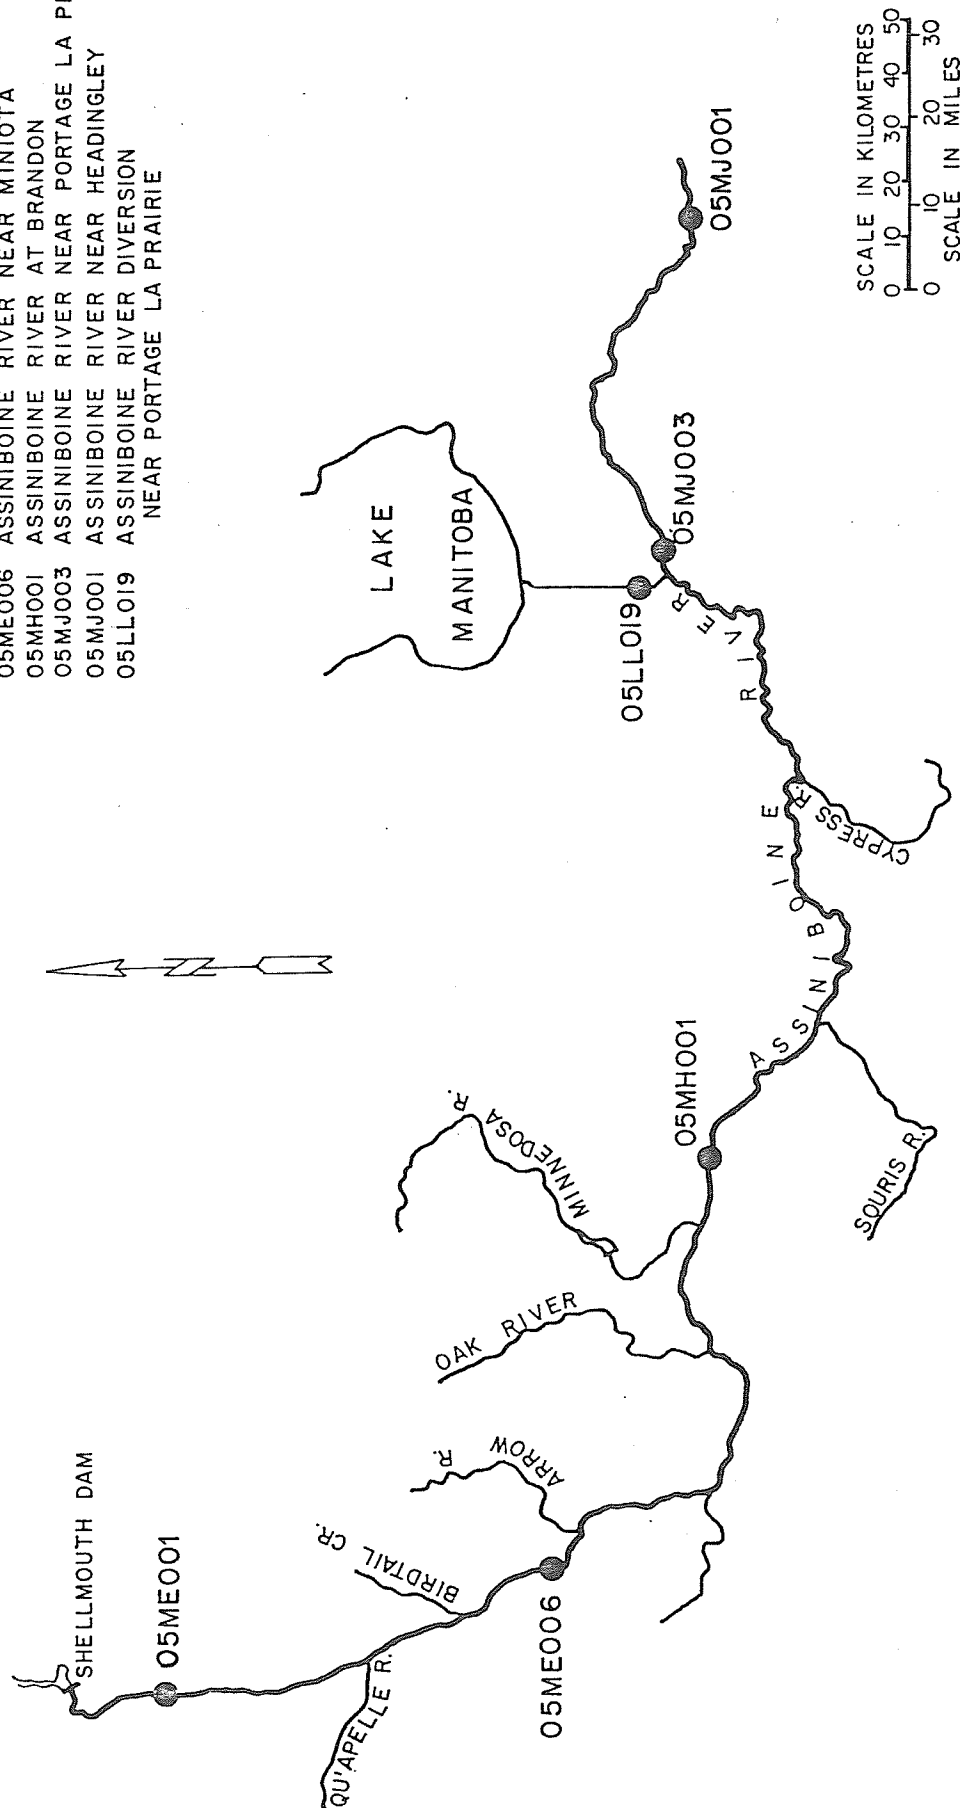 05ME006 ASSINIBOINE RIVER NEAR MINIOTA
05MH001 ASSINIBOINE RIVER AT BRANDON
05MJ003 ASSINIBOINE RIVER NEAR PORTAGE LA
05MJ001 ASSINIBOINE RIVER NEAR HEADINGLEY
05LL019 ASSINIBOINE RIVER DIVERSION
NEAR PORTAGE LA PRAIRIE
SHELLMOUTH DAM
05ME001
QU'APELLE R.
BIRDTAIL CR.
05ME006
ARROW R.
OAK RIVER
MINNEDOSA R.
05MH001
SOURIS R.
ASSINIBOINE RIVER
CYPRESS R.
LAKE
MANITOBA
05LL019
05MJ003
05MJ001
N
SCALE IN KILOMETRES
0 10 20 30 40 50
0 10 20 30
SCALE IN MILES